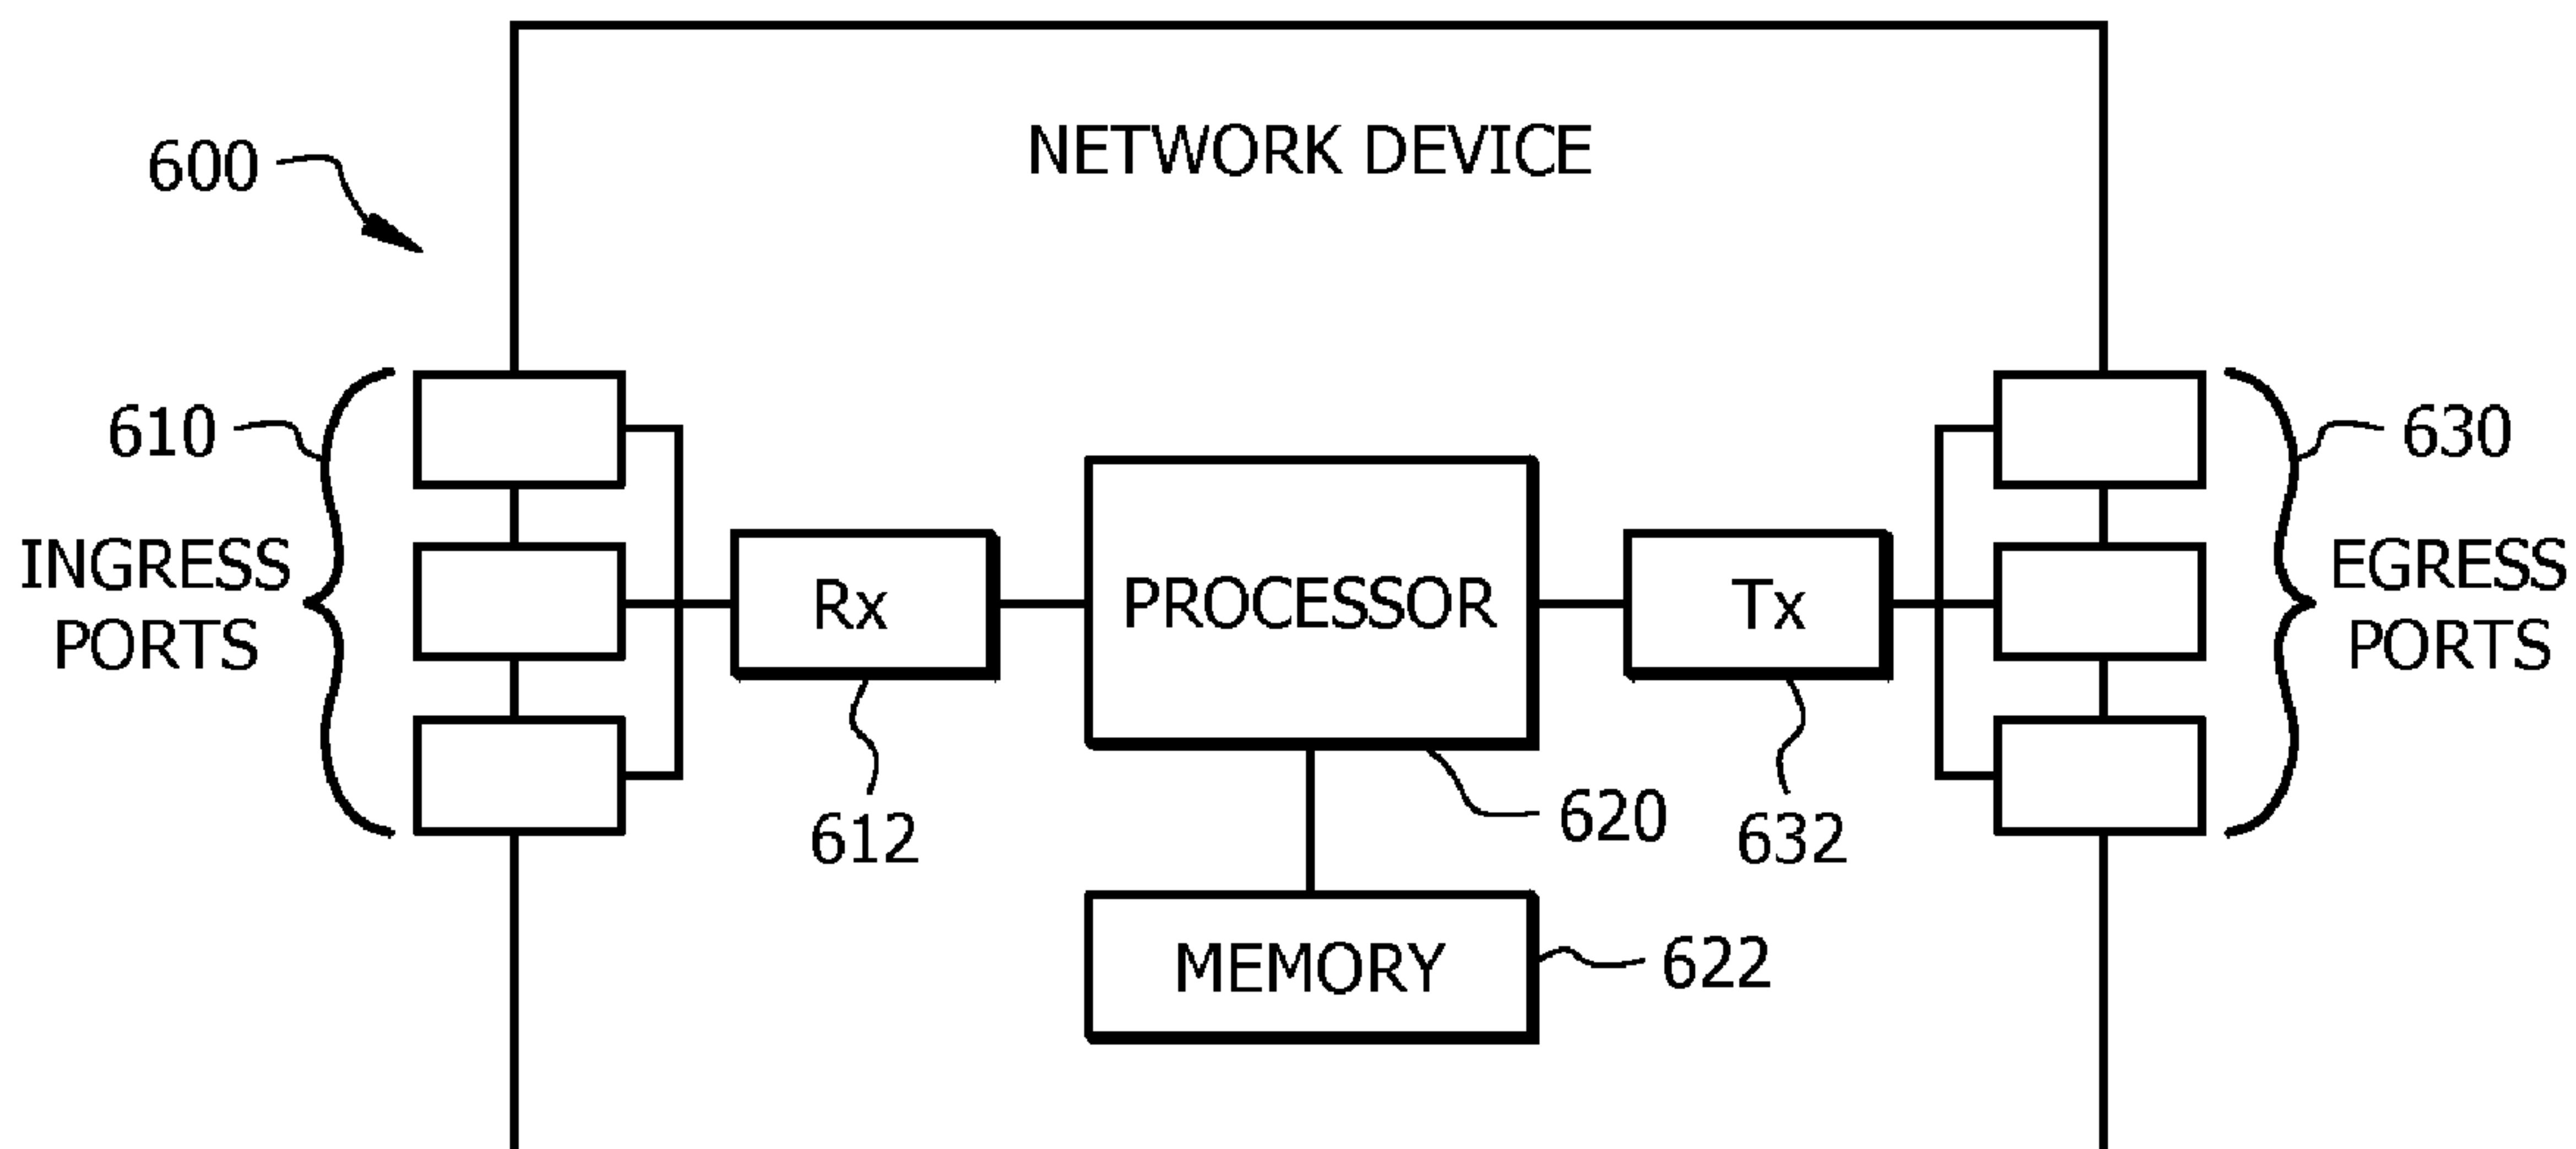 NETWORK DEVICE
600
610
INGRESS
PORTS
Rx
612
PROCESSOR
620
Tx
632
630
EGRESS
PORTS
MEMORY
622